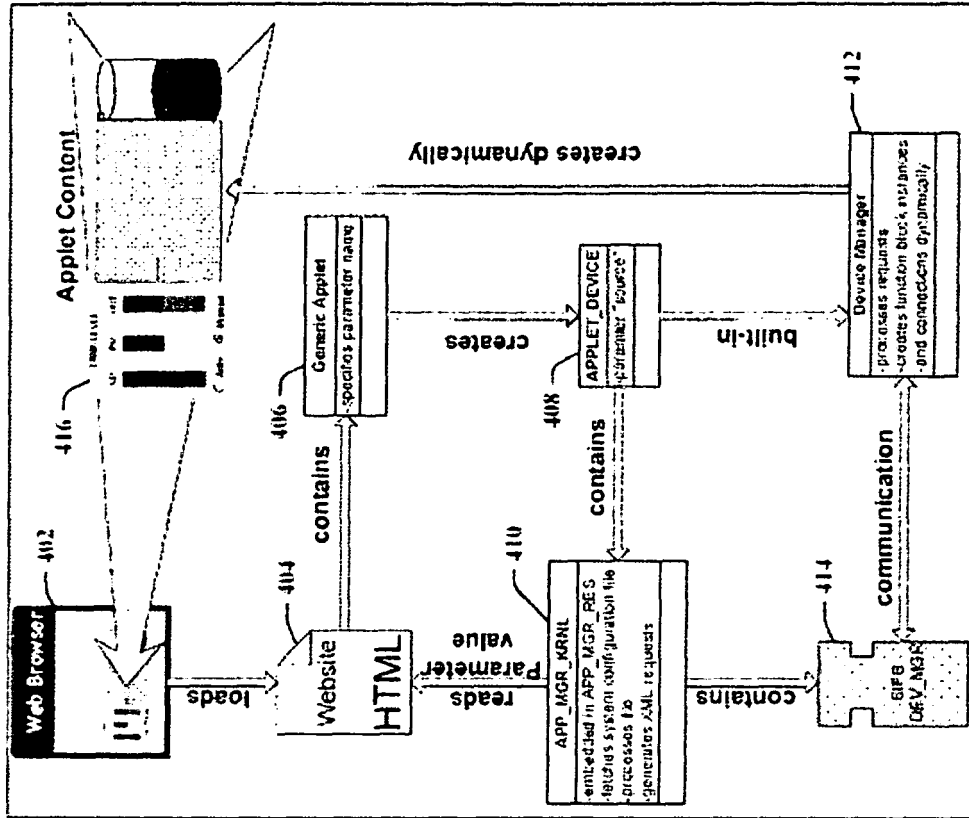 Web Browser
402
416
Applet Content
loads
404
Website
HTML
contains
406
Generic Applet
-specifies parameter name
reads
Parameter
value
creates
creates dynamically
410
APP_MGR_KRNL
-embedded in APP_MGR_RES
-fetches system configuration file
-processes file
-generates XML requests
contains
408
APPLET_DEVICE
contains
built-in
414
DEV_MGR
communication
412
Device Manager
-processes requests
-creates function block instances
and connections dynamically